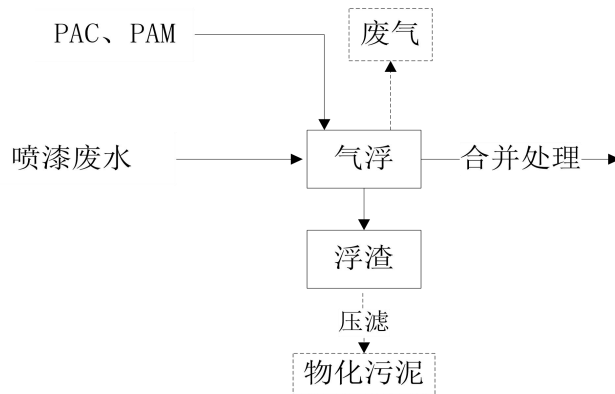 PAC、PAM
废气
喷漆废水
气浮
合并处理
浮渣
压滤
物化污泥